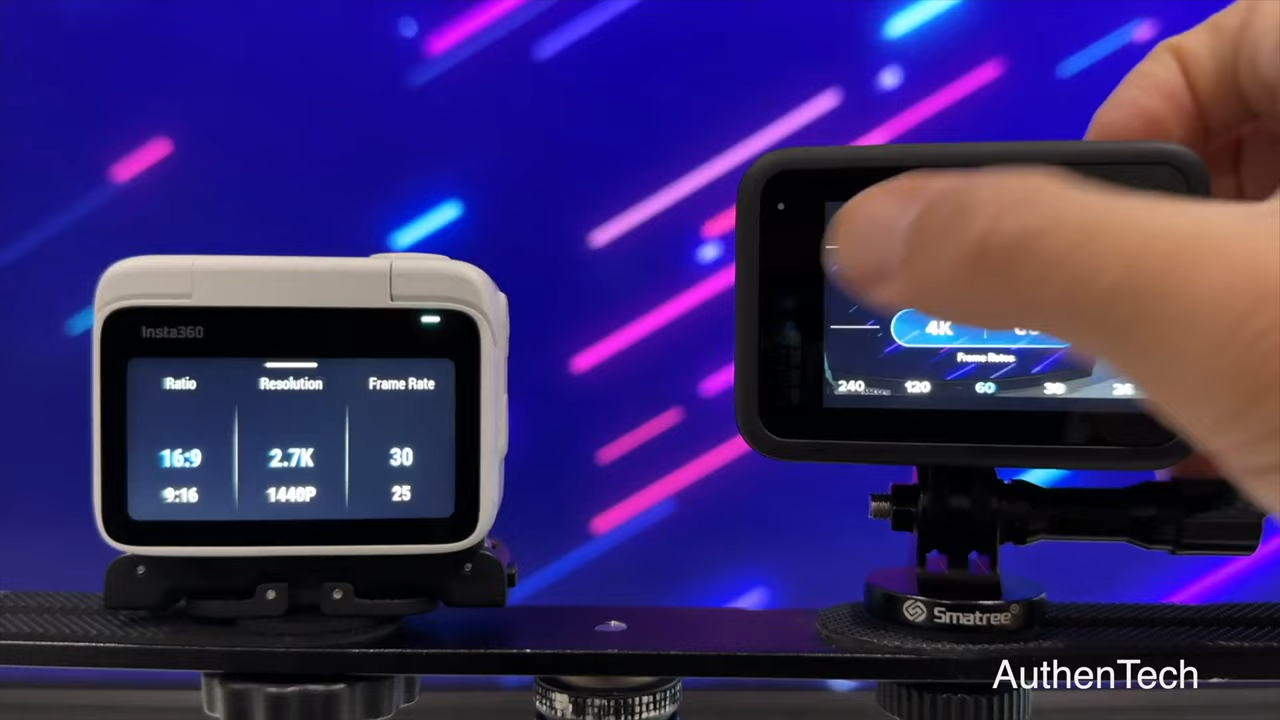 Insta360
Ratio Resolution Frame Rate
16:9 2.7K 30
9:16 1440P 25
4K
Frame Rates
240 120 60 30
Smatree®
AuthenTech